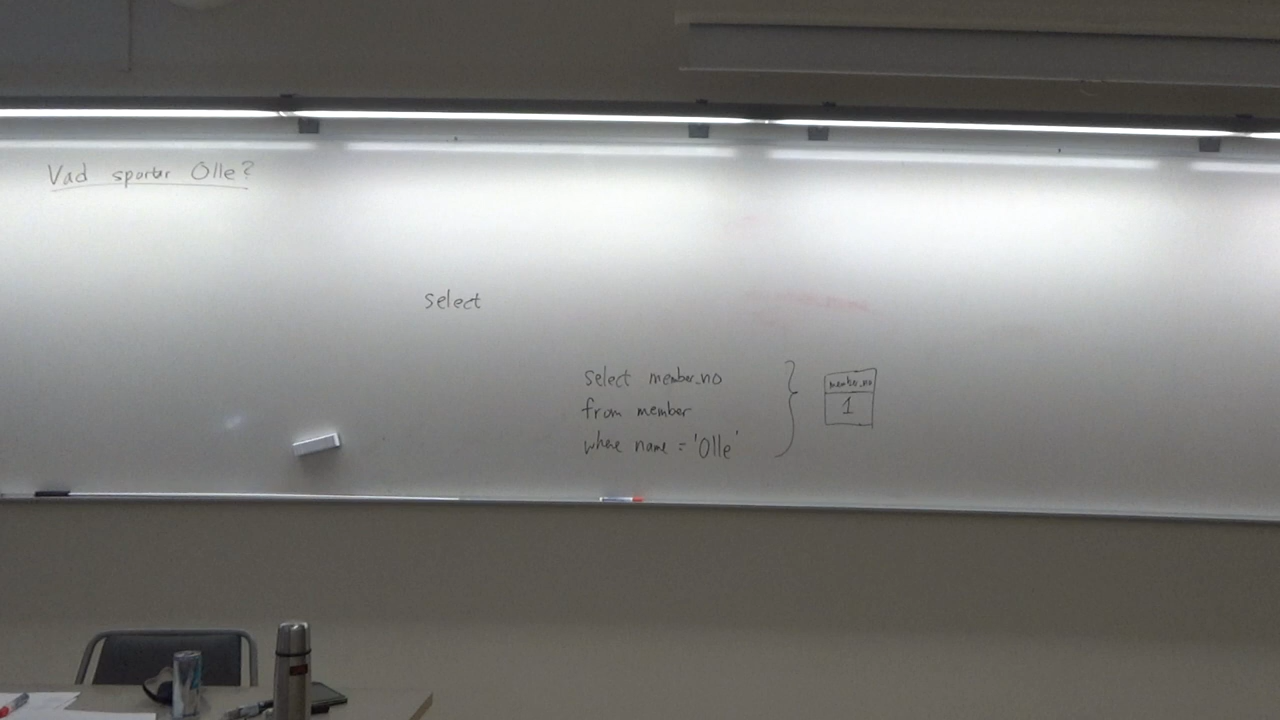 Vad sportar Olle?
select
select member_no
from member
where name = 'Olle'
member_no
1